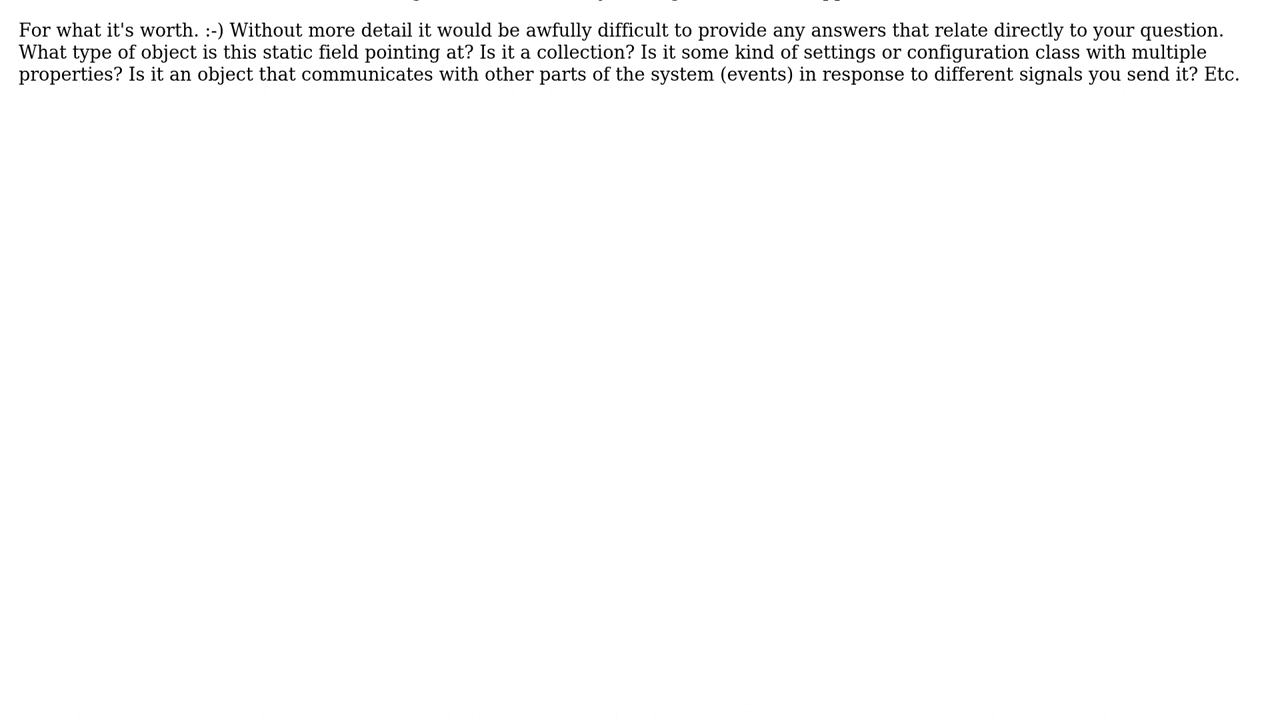 For what it's worth. :-) Without more detail it would be awfully difficult to provide any answers that relate directly to your question.
What type of object is this static field pointing at? Is it a collection? Is it some kind of settings or configuration class with multiple
properties? Is it an object that communicates with other parts of the system (events) in response to different signals you send it? Etc.